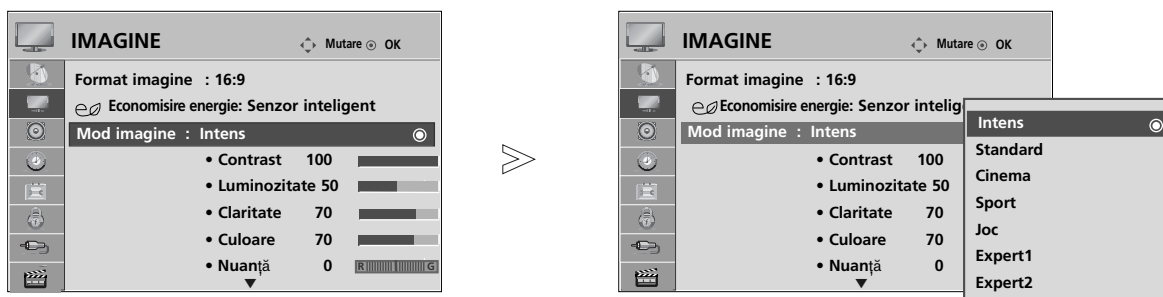 IMAGINE Mutare OK
Format imagine : 16:9
Economisire energie: Senzor inteligent
Mod imagine : Intens
• Contrast 100
• Luminozitate 50
• Claritate 70
• Culoare 70
• Nuanță 0 R G
IMAGINE Mutare OK
Format imagine : 16:9
Economisire energie: Senzor intelig
Mod imagine : Intens
• Contrast 100
• Luminozitate 50
• Claritate 70
• Culoare 70
• Nuanță 0
Intens
Standard
Cinema
Sport
Joc
Expert1
Expert2